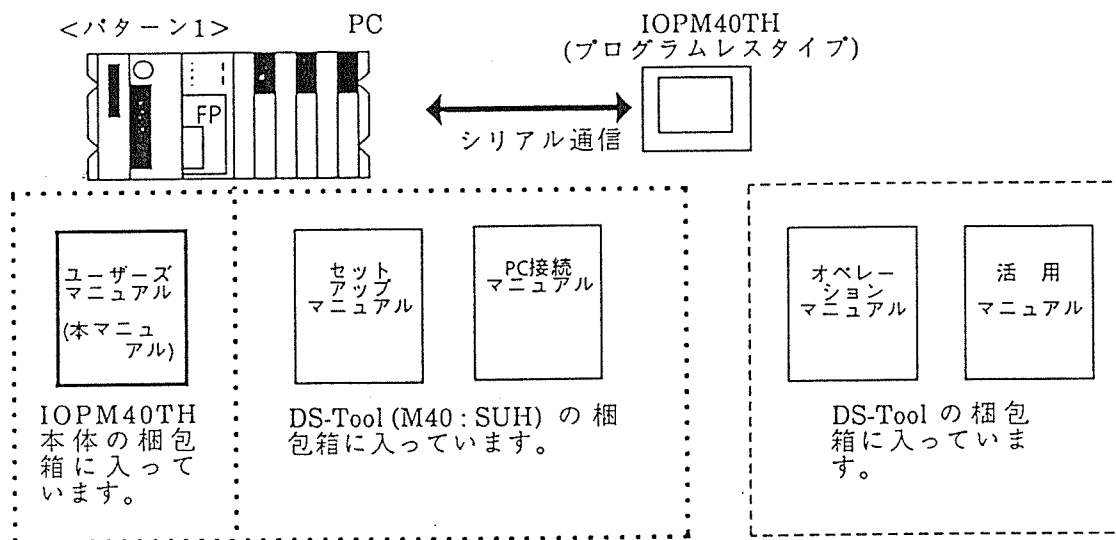 <パターン1>
PC
IOPM40TH
(プログラムレスタイプ)
FP
シリアル通信
ユーザーズ
マニュアル
(本マニュ
アル)
セット
アップ
マニュアル
PC接続
マニュアル
オペレー
ション
マニュアル
活 用
マニュアル
IOPM40TH
本体の梱包
箱に入って
います。
DS-Tool (M40 : SUH) の梱
包箱に入っています。
DS-Tool の梱包
箱に入っていま
す。